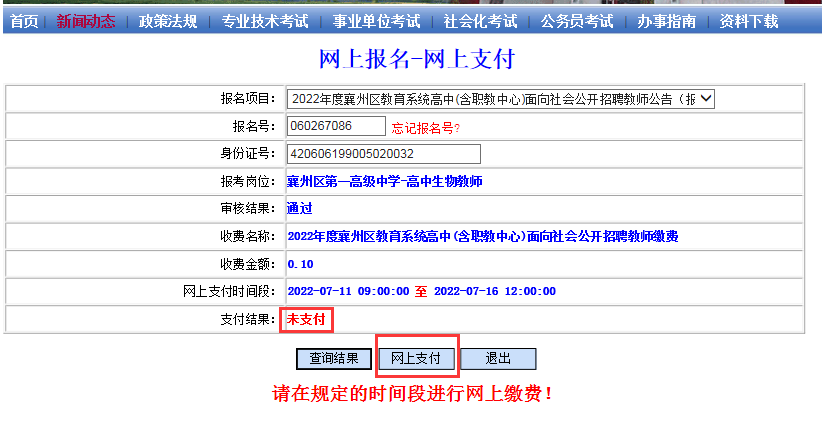 首页 | 新闻动态 | 政策法规 | 专业技术考试 | 事业单位考试 | 社会化考试 | 公务员考试 | 办事指南 | 资料下载
网上报名-网上支付
报名项目: 2022年度襄州区教育系统高中(含职教中心)面向社会公开招聘教师公告（报
报名号: 060267086 忘记报名号?
身份证号: 420606199005020032
报考岗位: 襄州区第一高级中学-高中生物教师
审核结果: 通过
收费名称: 2022年度襄州区教育系统高中(含职教中心)面向社会公开招聘教师缴费
收费金额: 0.10
网上支付时间段: 2022-07-11 09:00:00 至 2022-07-16 12:00:00
支付结果: 未支付
查询结果 网上支付 退出
请在规定的时间段进行网上缴费!